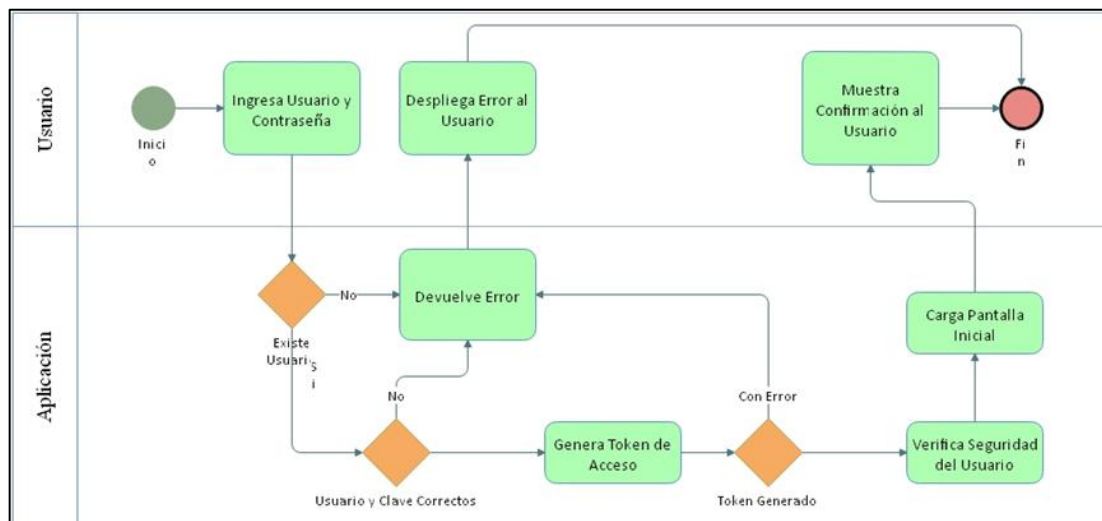 Usuario
Inici
o
Ingresa Usuario y
Contraseña
Despliega Error al
Usuario
Muestra
Confirmación al
Usuario
Fi
n
Aplicación
Existe
Usuario
No
S
i
Devuelve Error
No
Usuario y Clave Correctos
Genera Token de
Acceso
Con Error
Token Generado
Carga Pantalla
Inicial
Verifica Seguridad
del Usuario